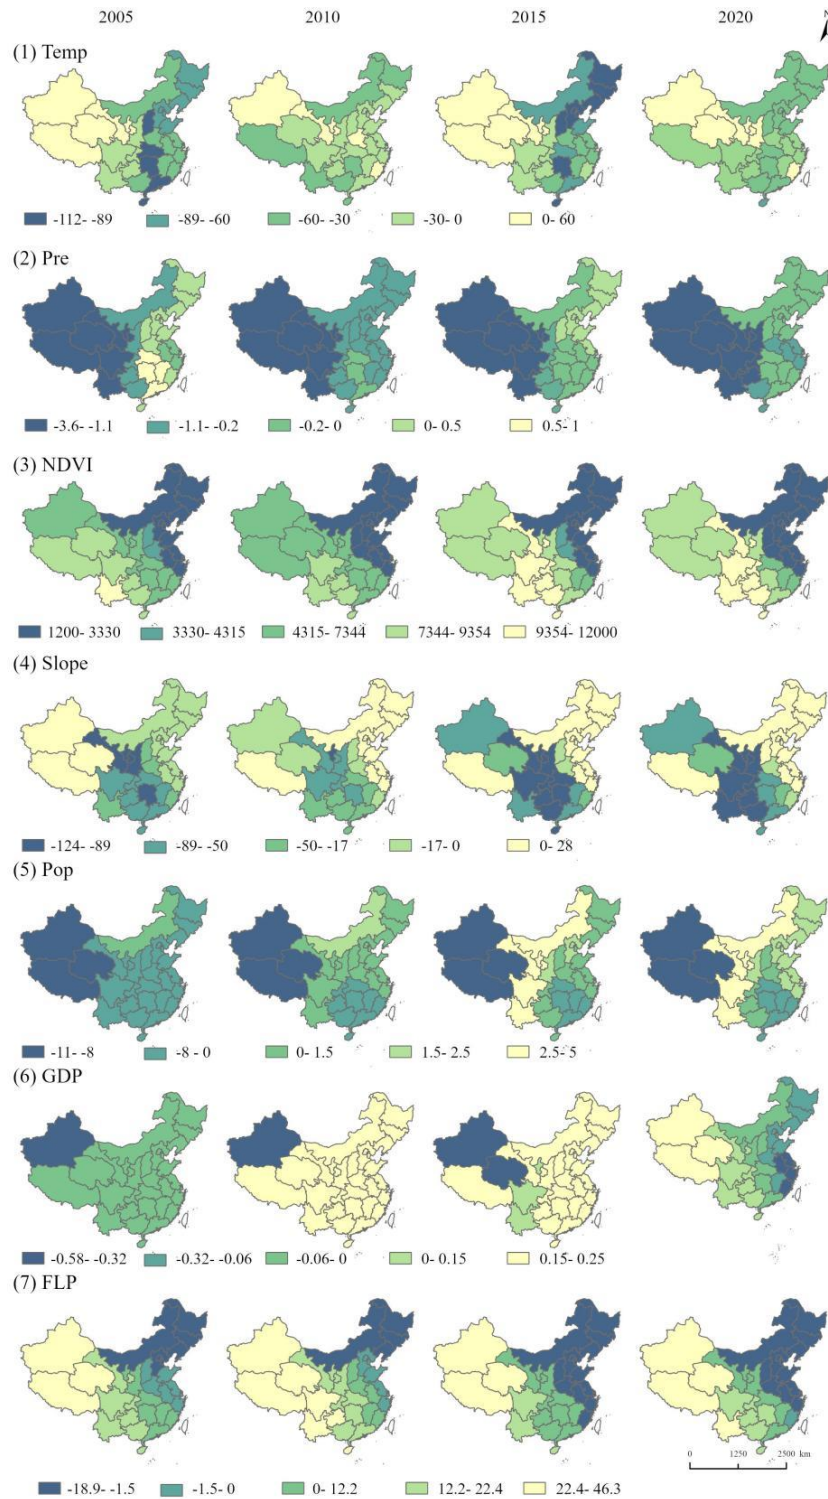 2005 2010 2015 2020 N
(1) Temp
-112- -89 -89- -60 -60- -30 -30- 0 0- 60
(2) Pre
-3.6- -1.1 -1.1- -0.2 -0.2- 0 0- 0.5 0.5- 1
(3) NDVI
1200- 3330 3330- 4315 4315- 7344 7344- 9354 9354- 12000
(4) Slope
-124- -89 -89- -50 -50- -17 -17- 0 0- 28
(5) Pop
-11- -8 -8 - 0 0- 1.5 1.5- 2.5 2.5- 5
(6) GDP
-0.58- -0.32 -0.32- -0.06 -0.06- 0 0- 0.15 0.15- 0.25
(7) FLP
0 1250 2500 km
-18.9- -1.5 -1.5- 0 0- 12.2 12.2- 22.4 22.4- 46.3